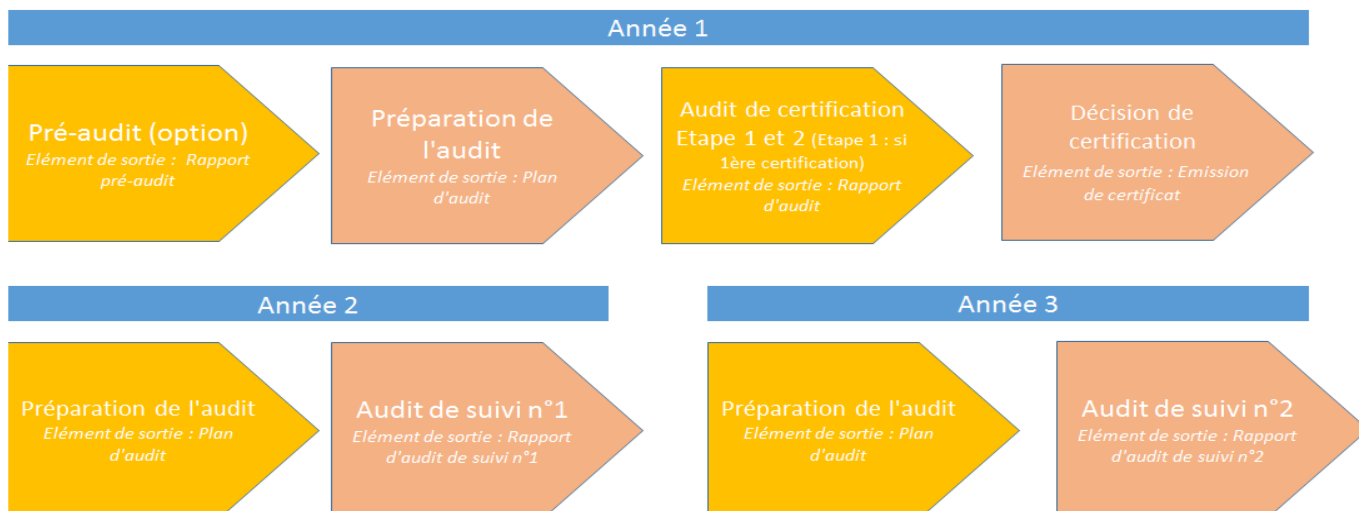 Année 1
Pré-audit (option)
Elément de sortie : Rapport
pré-audit
Préparation de
l'audit
Elément de sortie : Plan
d'audit
Audit de certification
Etape 1 et 2 (Etape 1 : si
1ère certification)
Elément de sortie : Rapport
d'audit
Décision de
certification
Elément de sortie : Emission
de certificat
Année 2
Préparation de l'audit
Elément de sortie : Plan
d'audit
Audit de suivi n°1
Elément de sortie : Rapport
d'audit de suivi n°1
Année 3
Préparation de l'audit
Elément de sortie : Plan
d'audit
Audit de suivi n°2
Elément de sortie : Rapport
d'audit de suivi n°2